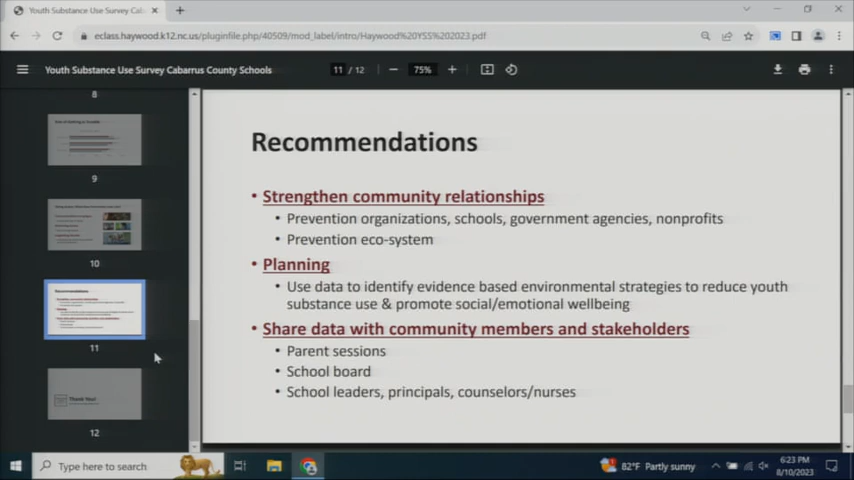 Youth Substance Use Survey Cab
eclass.haywood.k12.nc.us/pluginfile.php/40509/mod_label/intro/Haywood%20YSS%202023.pdf
Youth Substance Use Survey Cabarrus County Schools
11 / 12
75%
8
9
10
Recommendations
11
Thank You!
12
Recommendations
• Strengthen community relationships
• Prevention organizations, schools, government agencies, nonprofits
• Prevention eco-system
• Planning
• Use data to identify evidence based environmental strategies to reduce youth
substance use & promote social/emotional wellbeing
• Share data with community members and stakeholders
• Parent sessions
• School board
• School leaders, principals, counselors/nurses
Type here to search
82°F Partly sunny
6:23 PM
8/10/2023